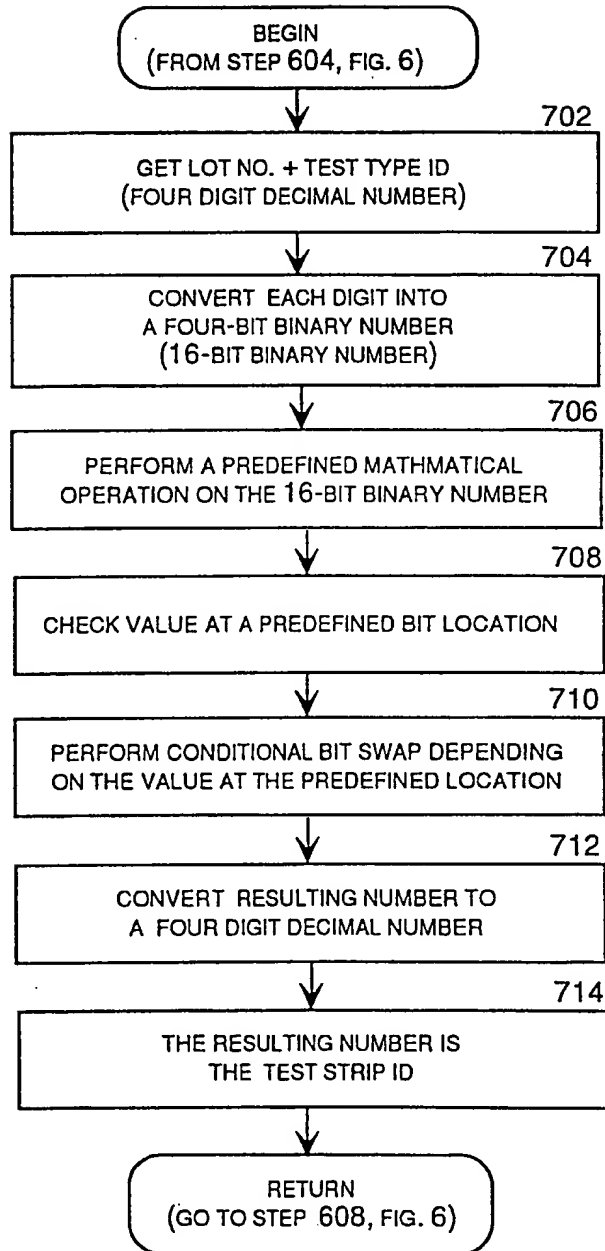 BEGIN
(FROM STEP 604, FIG. 6)
702
GET LOT NO. + TEST TYPE ID
(FOUR DIGIT DECIMAL NUMBER)
704
CONVERT EACH DIGIT INTO
A FOUR-BIT BINARY NUMBER
(16-BIT BINARY NUMBER)
706
PERFORM A PREDEFINED MATHMATICAL
OPERATION ON THE 16-BIT BINARY NUMBER
708
CHECK VALUE AT A PREDEFINED BIT LOCATION
710
PERFORM CONDITIONAL BIT SWAP DEPENDING
ON THE VALUE AT THE PREDEFINED LOCATION
712
CONVERT RESULTING NUMBER TO
A FOUR DIGIT DECIMAL NUMBER
714
THE RESULTING NUMBER IS
THE TEST STRIP ID
RETURN
(GO TO STEP 608, FIG. 6)